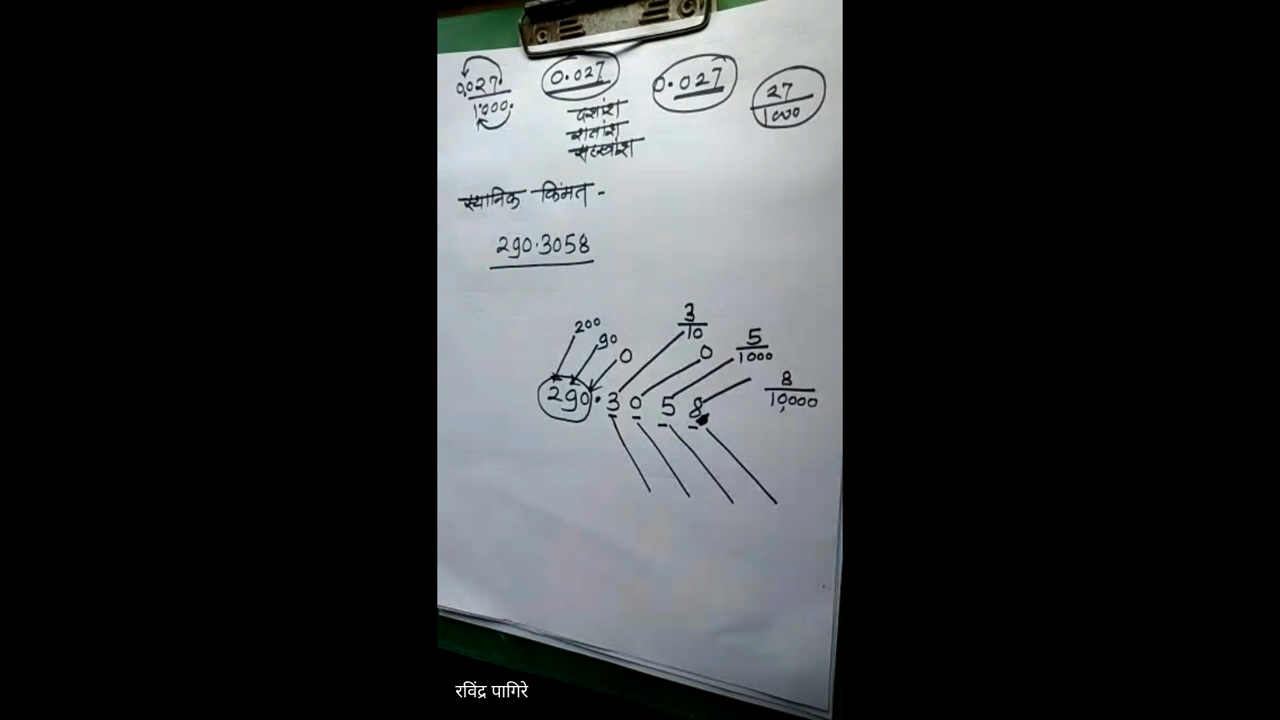 0.027. 0.027 0.027 27
1000. 1000
दशांश
शतांश
सहस्त्रांश
स्थानिक किंमत -
290.3058
200 90 0 3/10 0 5/1000 8/10,000
290.3058
रविंद्र पागिरे